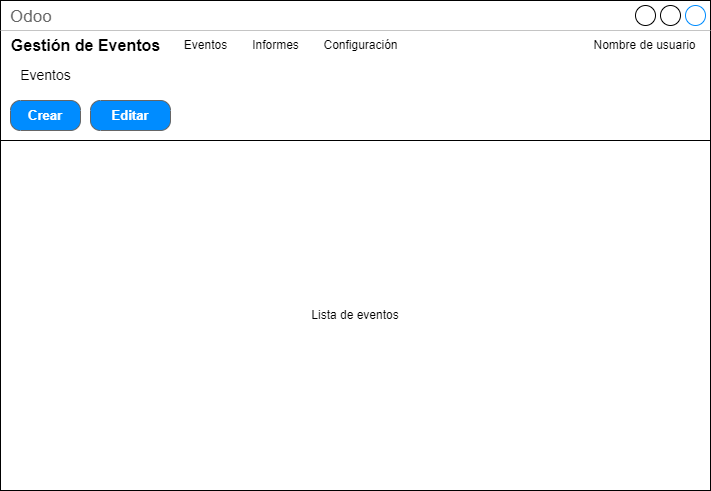 Odoo
Gestión de Eventos Eventos Informes Configuración Nombre de usuario
Eventos
Crear Editar
Lista de eventos